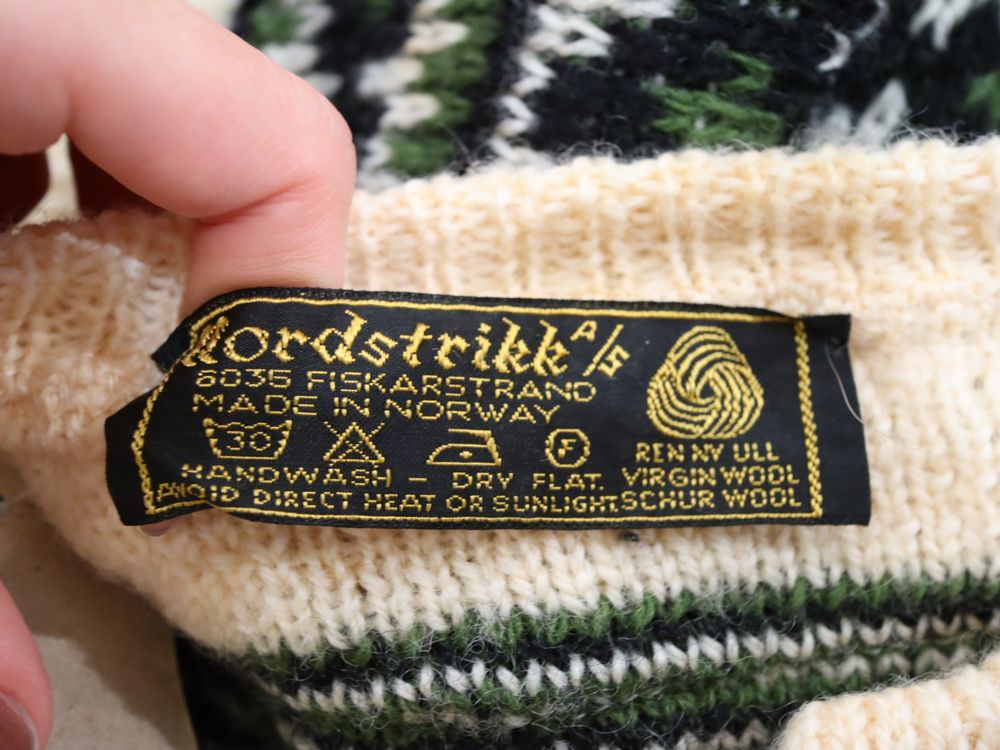 Nordstrikk A/S
6035 FISKARSTRAND
MADE IN NORWAY
30 F
HANDWASH – DRY FLAT.
AVOID DIRECT HEAT OR SUNLIGHT.
REN NY ULL
VIRGIN WOOL
SCHUR WOOL